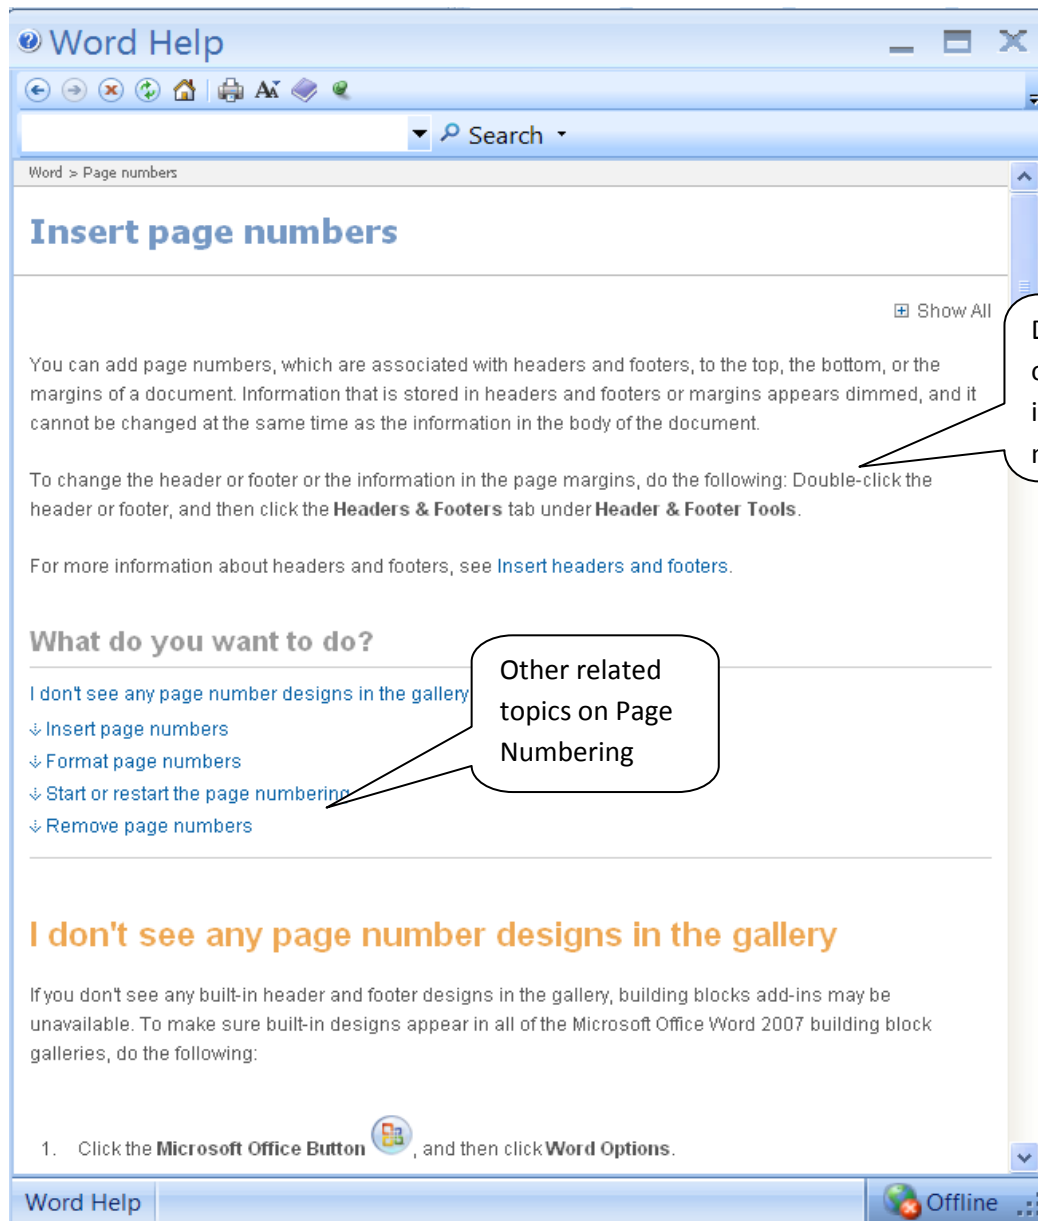 Word Help
Search
Word > Page numbers
Insert page numbers
Show All
You can add page numbers, which are associated with headers and footers, to the top, the bottom, or the
margins of a document. Information that is stored in headers and footers or margins appears dimmed, and it
cannot be changed at the same time as the information in the body of the document.
To change the header or footer or the information in the page margins, do the following: Double-click the
header or footer, and then click the Headers & Footers tab under Header & Footer Tools.
For more information about headers and footers, see Insert headers and footers.
What do you want to do?
I don't see any page number designs in the gallery
Insert page numbers
Format page numbers
Start or restart the page numbering
Remove page numbers
Other related
topics on Page
Numbering
I don't see any page number designs in the gallery
If you don't see any built-in header and footer designs in the gallery, building blocks add-ins may be
unavailable. To make sure built-in designs appear in all of the Microsoft Office Word 2007 building block
galleries, do the following:
1. Click the Microsoft Office Button , and then click Word Options.
Word Help
Offline